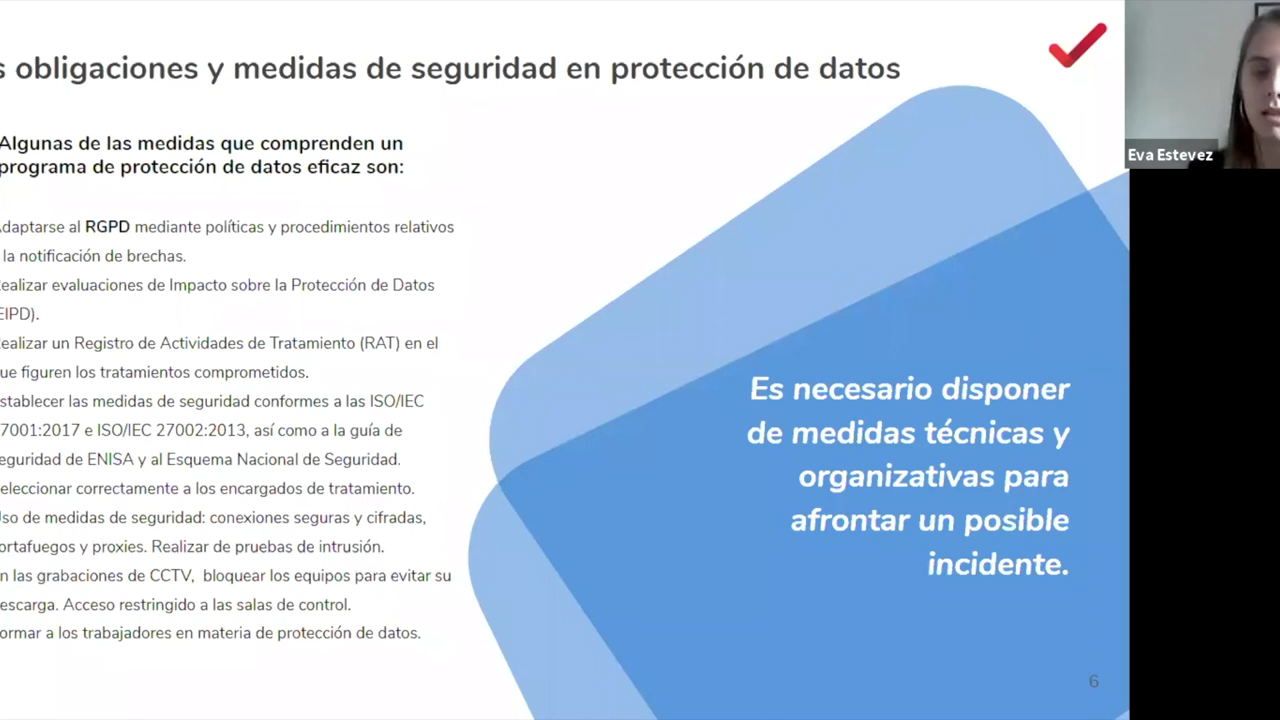 s obligaciones y medidas de seguridad en protección de datos
Eva Estevez
Algunas de las medidas que comprenden un
programa de protección de datos eficaz son:
daptarse al RGPD mediante políticas y procedimientos relativos
la notificación de brechas.
ealizar evaluaciones de Impacto sobre la Protección de Datos
EIPD).
ealizar un Registro de Actividades de Tratamiento (RAT) en el
ue figuren los tratamientos comprometidos.
stablecer las medidas de seguridad conformes a las ISO/IEC
7001:2017 e ISO/IEC 27002:2013, así como a la guía de
eguridad de ENISA y al Esquema Nacional de Seguridad.
eleccionar correctamente a los encargados de tratamiento.
so de medidas de seguridad: conexiones seguras y cifradas,
ortafuegos y proxies. Realizar de pruebas de intrusión.
n las grabaciones de CCTV, bloquear los equipos para evitar su
escarga. Acceso restringido a las salas de control.
ormar a los trabajadores en materia de protección de datos.
Es necesario disponer
de medidas técnicas y
organizativas para
afrontar un posible
incidente.
6